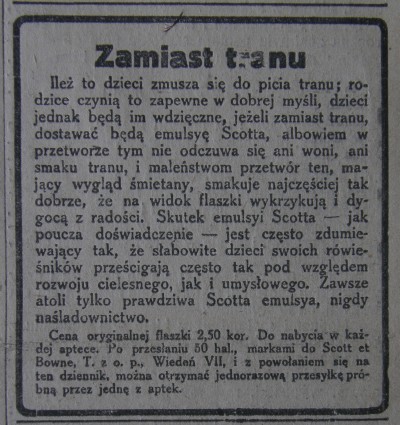 Zamiast tranu
Ileż to dzieci zmusza się do picia tranu; ro-
dzice czynią to zapewne w dobrej myśli, dzieci
jednak będą im wdzięczne, jeżeli zamiast tranu,
dostawać będą emulsyę Scotta, albowiem w
przetworze tym nie odczuwa się ani woni, ani
smaku tranu, i maleństwom przetwór ten, ma-
jący wygląd śmietany, smakuje najczęściej tak
dobrze, że na widok flaszki wykrzykują i dy-
gocą z radości. Skutek emulsyi Scotta — jak
poucza doświadczenie — jest często zdumie-
wający tak, że słabowite dzieci swoich rówie-
śników prześcigają często tak pod względem
rozwoju cielesnego, jak i umysłowego. Zawsze
atoli tylko prawdziwa Scotta emulsya, nigdy
naśladownictwo.
Cena oryginalnej flaszki 2,50 kor. Do nabycia w każ-
dej aptece. Po przesłaniu 50 hal., markami do Scott et
Bowne, T. z o. p., Wiedeń VII, i z powołaniem się na
ten dziennik, można otrzymać jednorazową przesyłkę pró-
bną przez jednę z aptek.